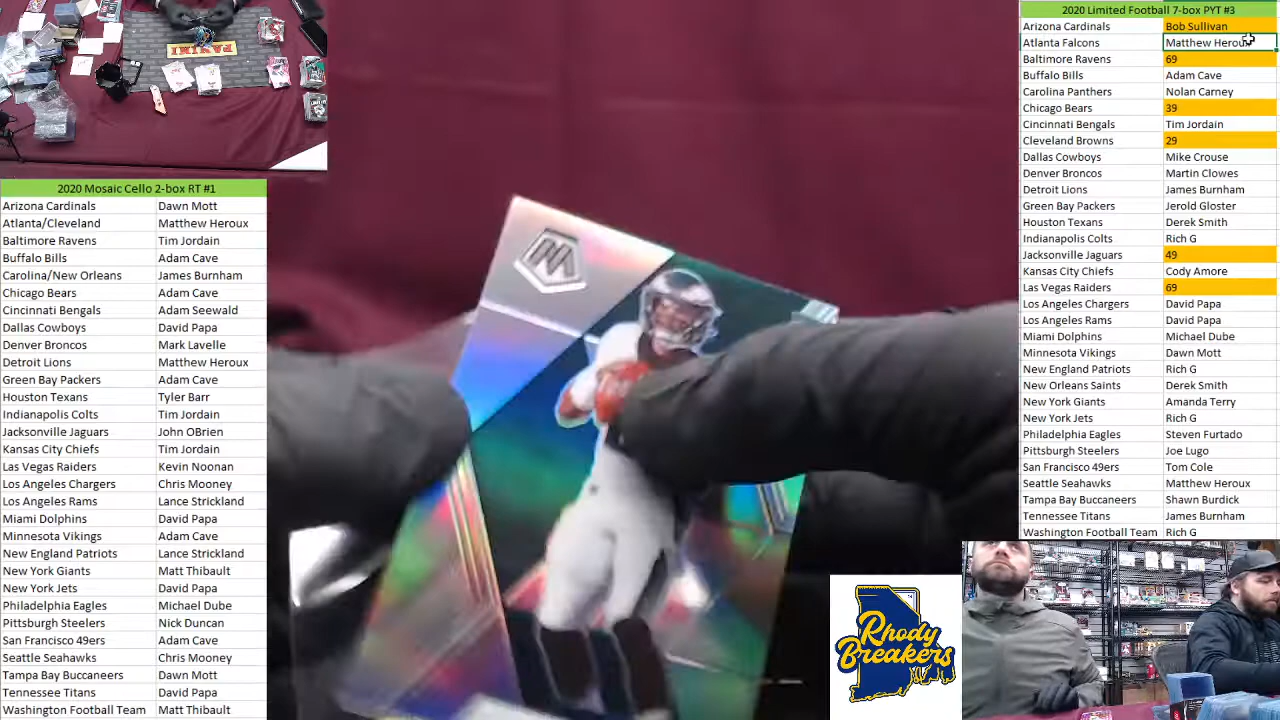 PANINI
2020 Mosaic Cello 2-box RT #1
Arizona Cardinals Dawn Mott
Atlanta/Cleveland Matthew Heroux
Baltimore Ravens Tim Jordain
Buffalo Bills Adam Cave
Carolina/New Orleans James Burnham
Chicago Bears Adam Cave
Cincinnati Bengals Adam Seewald
Dallas Cowboys David Papa
Denver Broncos Mark Lavelle
Detroit Lions Matthew Heroux
Green Bay Packers Adam Cave
Houston Texans Tyler Barr
Indianapolis Colts Tim Jordain
Jacksonville Jaguars John OBrien
Kansas City Chiefs Tim Jordain
Las Vegas Raiders Kevin Noonan
Los Angeles Chargers Chris Mooney
Los Angeles Rams Lance Strickland
Miami Dolphins David Papa
Minnesota Vikings Adam Cave
New England Patriots Lance Strickland
New York Giants Matt Thibault
New York Jets David Papa
Philadelphia Eagles Michael Dube
Pittsburgh Steelers Nick Duncan
San Francisco 49ers Adam Cave
Seattle Seahawks Chris Mooney
Tampa Bay Buccaneers Dawn Mott
Tennessee Titans David Papa
Washington Football Team Matt Thibault
M
2020 Limited Football 7-box PYT #3
Arizona Cardinals Bob Sullivan
Atlanta Falcons Matthew Heroux
Baltimore Ravens 69
Buffalo Bills Adam Cave
Carolina Panthers Nolan Carney
Chicago Bears 39
Cincinnati Bengals Tim Jordain
Cleveland Browns 29
Dallas Cowboys Mike Crouse
Denver Broncos Martin Clowes
Detroit Lions James Burnham
Green Bay Packers Jerold Gloster
Houston Texans Derek Smith
Indianapolis Colts Rich G
Jacksonville Jaguars 49
Kansas City Chiefs Cody Amore
Las Vegas Raiders 69
Los Angeles Chargers David Papa
Los Angeles Rams David Papa
Miami Dolphins Michael Dube
Minnesota Vikings Dawn Mott
New England Patriots Rich G
New Orleans Saints Derek Smith
New York Giants Amanda Terry
New York Jets Rich G
Philadelphia Eagles Steven Furtado
Pittsburgh Steelers Joe Lugo
San Francisco 49ers Tom Cole
Seattle Seahawks Matthew Heroux
Tampa Bay Buccaneers Shawn Burdick
Tennessee Titans James Burnham
Washington Football Team Rich G
Rhody
Breakers